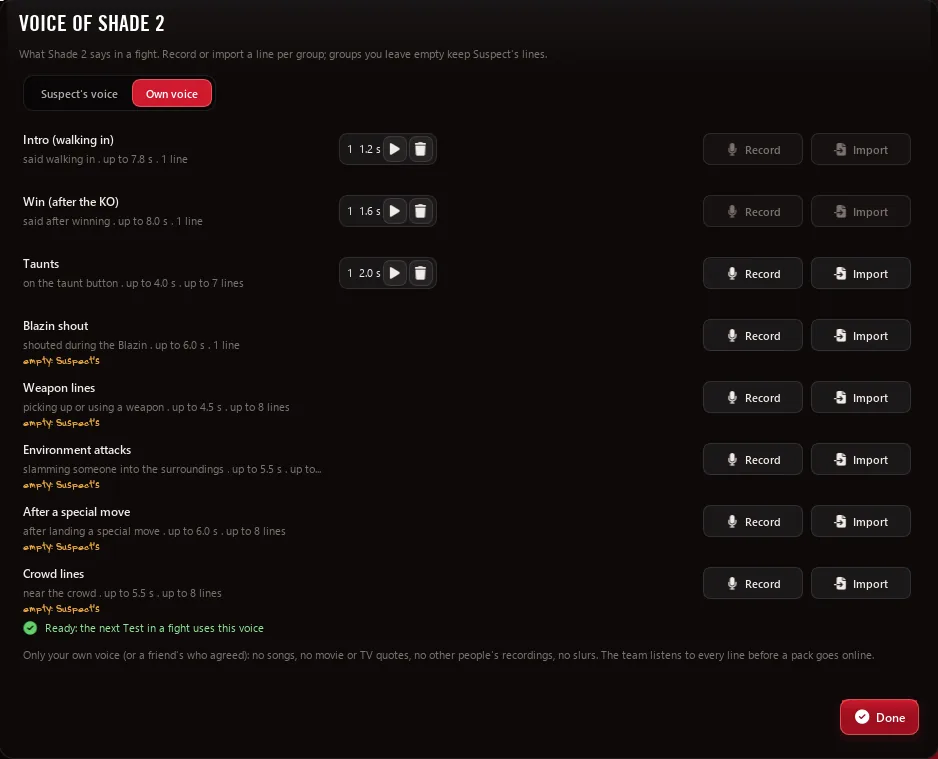 VOICE OF SHADE 2
What Shade 2 says in a fight. Record or import a line per group; groups you leave empty keep Suspect's lines.
Suspect's voice Own voice
Intro (walking in)
said walking in . up to 7.8 s . 1 line
1 1.2 s
Record Import
Win (after the KO)
said after winning . up to 8.0 s . 1 line
1 1.6 s
Record Import
Taunts
on the taunt button . up to 4.0 s . up to 7 lines
1 2.0 s
Record Import
Blazin shout
shouted during the Blazin . up to 6.0 s . 1 line
empty: Suspect's
Record Import
Weapon lines
picking up or using a weapon . up to 4.5 s . up to 8 lines
empty: Suspect's
Record Import
Environment attacks
slamming someone into the surroundings . up to 5.5 s . up to...
empty: Suspect's
Record Import
After a special move
after landing a special move . up to 6.0 s . up to 8 lines
empty: Suspect's
Record Import
Crowd lines
near the crowd . up to 5.5 s . up to 8 lines
empty: Suspect's
Record Import
Ready: the next Test in a fight uses this voice
Only your own voice (or a friend's who agreed): no songs, no movie or TV quotes, no other people's recordings, no slurs. The team listens to every line before a pack goes online.
Done